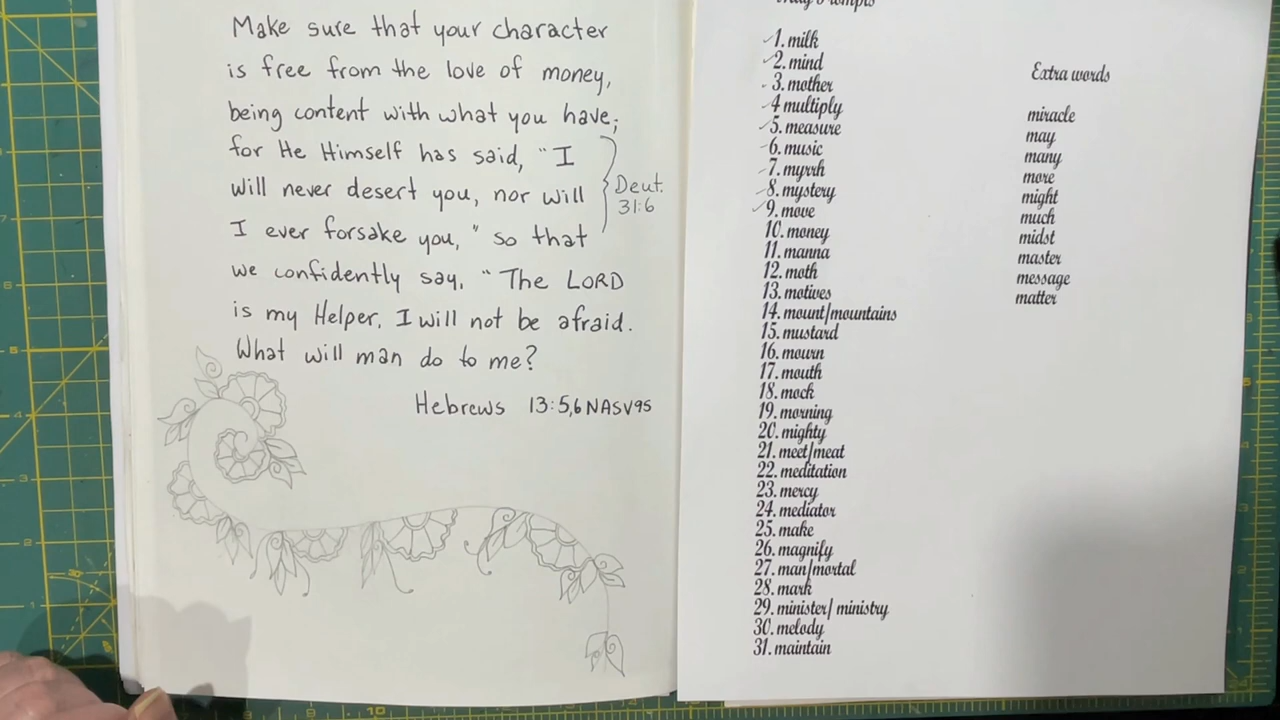 Make sure that your character
is free from the love of money,
being content with what you have;
for He Himself has said, "I
will never desert you, nor will
I ever forsake you," so that
we confidently say, "The LORD
is my Helper, I will not be afraid.
What will man do to me?
Hebrews 13:5,6 NASV95
Deut.
31:6
1. milk
2. mind
3. mother
4 multiply
5. measure
6. music
7. myrrh
8. mystery
9. move
10. money
11. manna
12. moth
13. motives
14. mount/mountains
15. mustard
16. mourn
17. mouth
18. mock
19. morning
20. mighty
21. meet/meat
22. meditation
23. mercy
24. mediator
25. make
26. magnify
27. man/mortal
28. mark
29. minister/ ministry
30. melody
31. maintain
Extra words
miracle
may
many
more
might
much
midst
master
message
matter